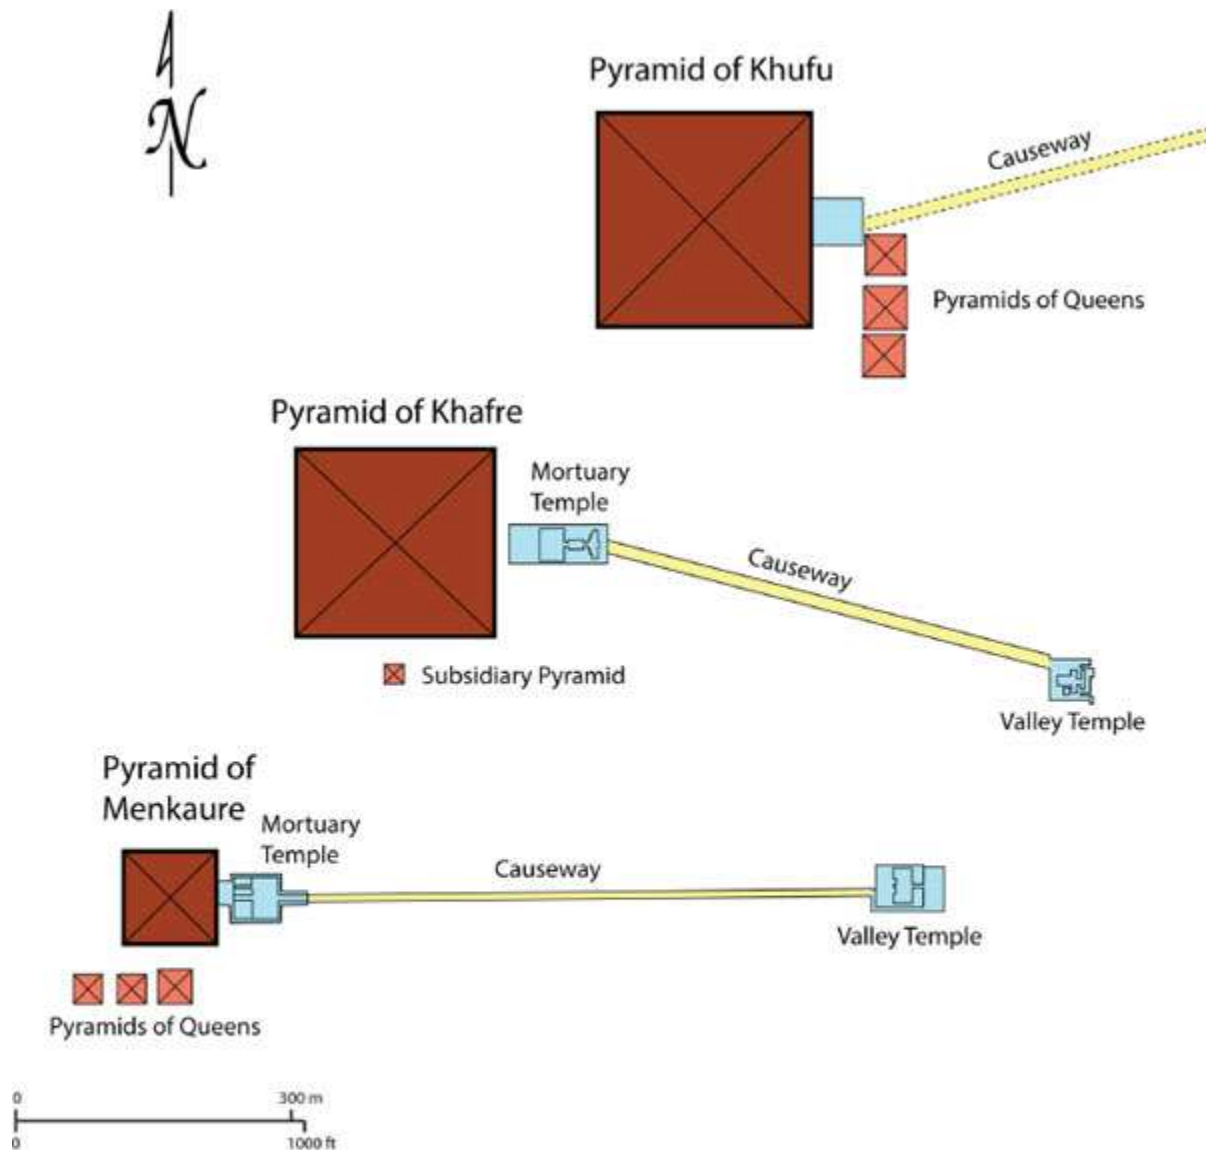 N
Pyramid of Khufu
Causeway
Pyramids of Queens
Pyramid of Khafre
Mortuary
Temple
Causeway
Subsidiary Pyramid
Valley Temple
Pyramid of
Menkaure
Mortuary
Temple
Causeway
Valley Temple
Pyramids of Queens
0 300 m
0 1000 ft